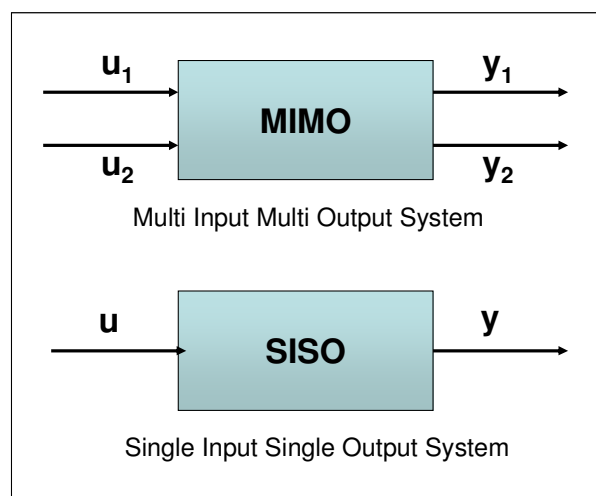 u₁ y₁
MIMO
u₂ y₂
Multi Input Multi Output System
u y
SISO
Single Input Single Output System